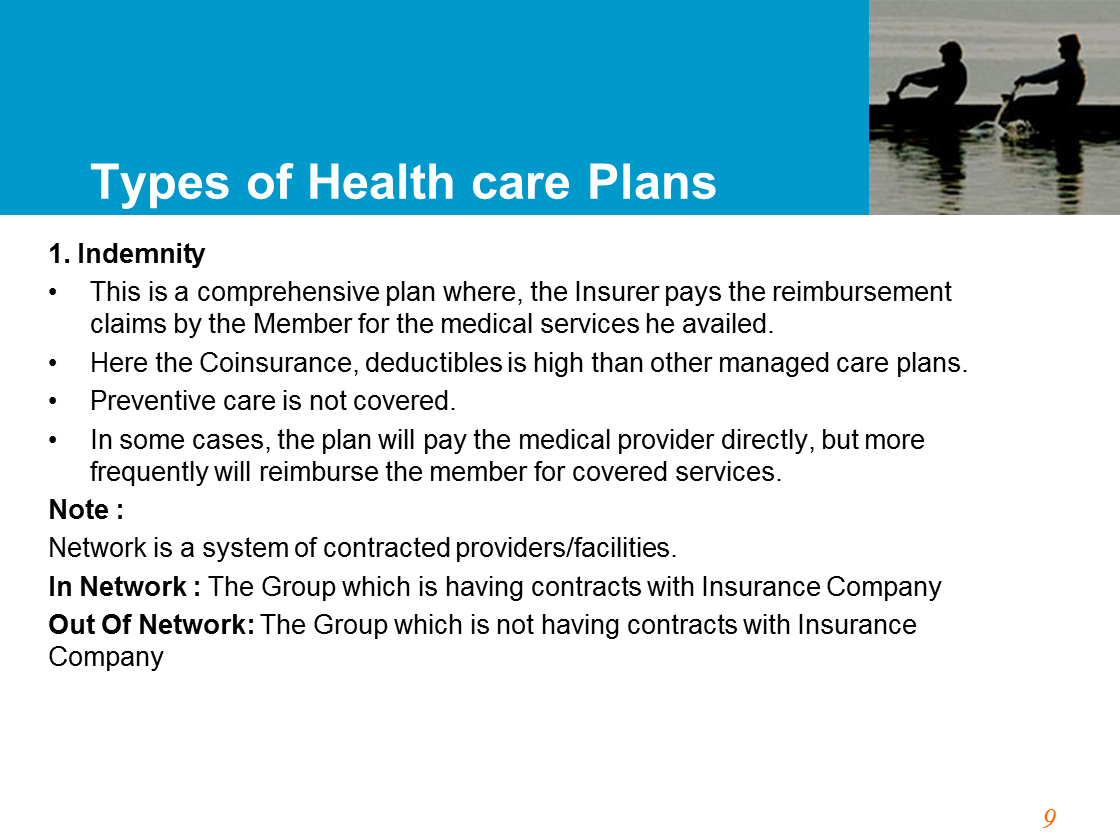 Types of Health care Plans
1. Indemnity
• This is a comprehensive plan where, the Insurer pays the reimbursement
claims by the Member for the medical services he availed.
• Here the Coinsurance, deductibles is high than other managed care plans.
• Preventive care is not covered.
• In some cases, the plan will pay the medical provider directly, but more
frequently will reimburse the member for covered services.
Note :
Network is a system of contracted providers/facilities.
In Network : The Group which is having contracts with Insurance Company
Out Of Network: The Group which is not having contracts with Insurance
Company
9